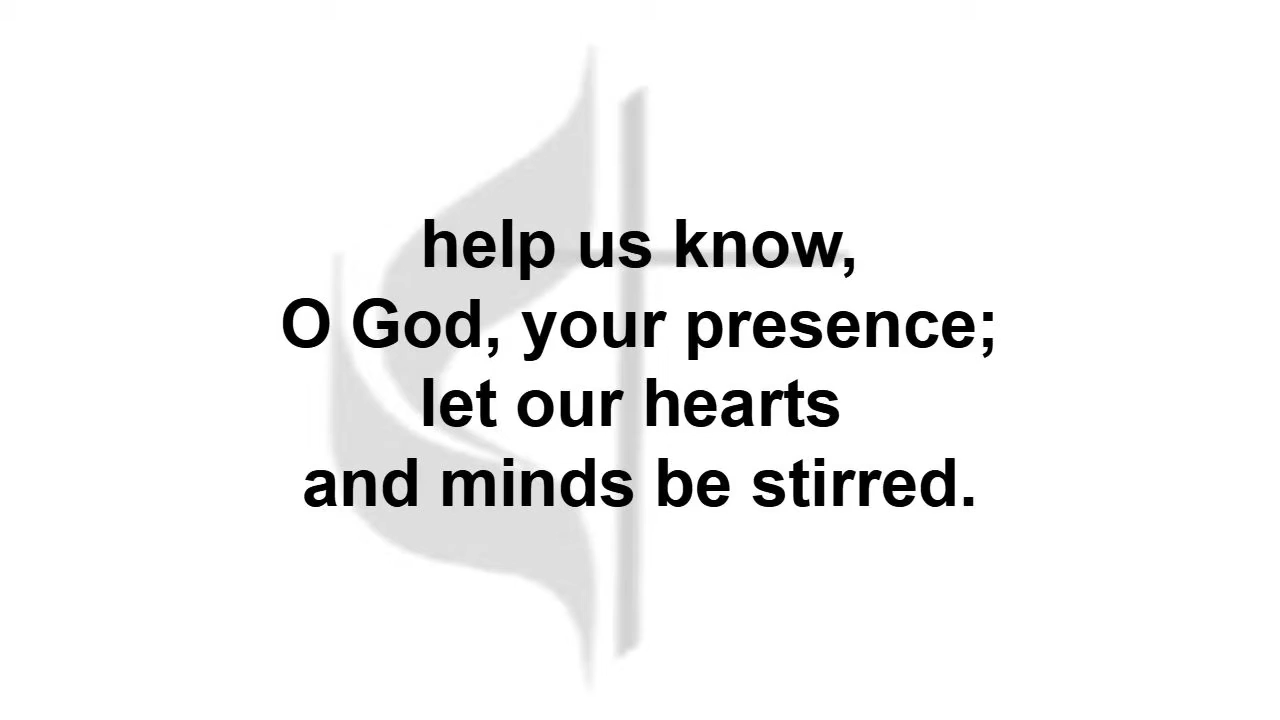 help us know,
O God, your presence;
let our hearts
and minds be stirred.